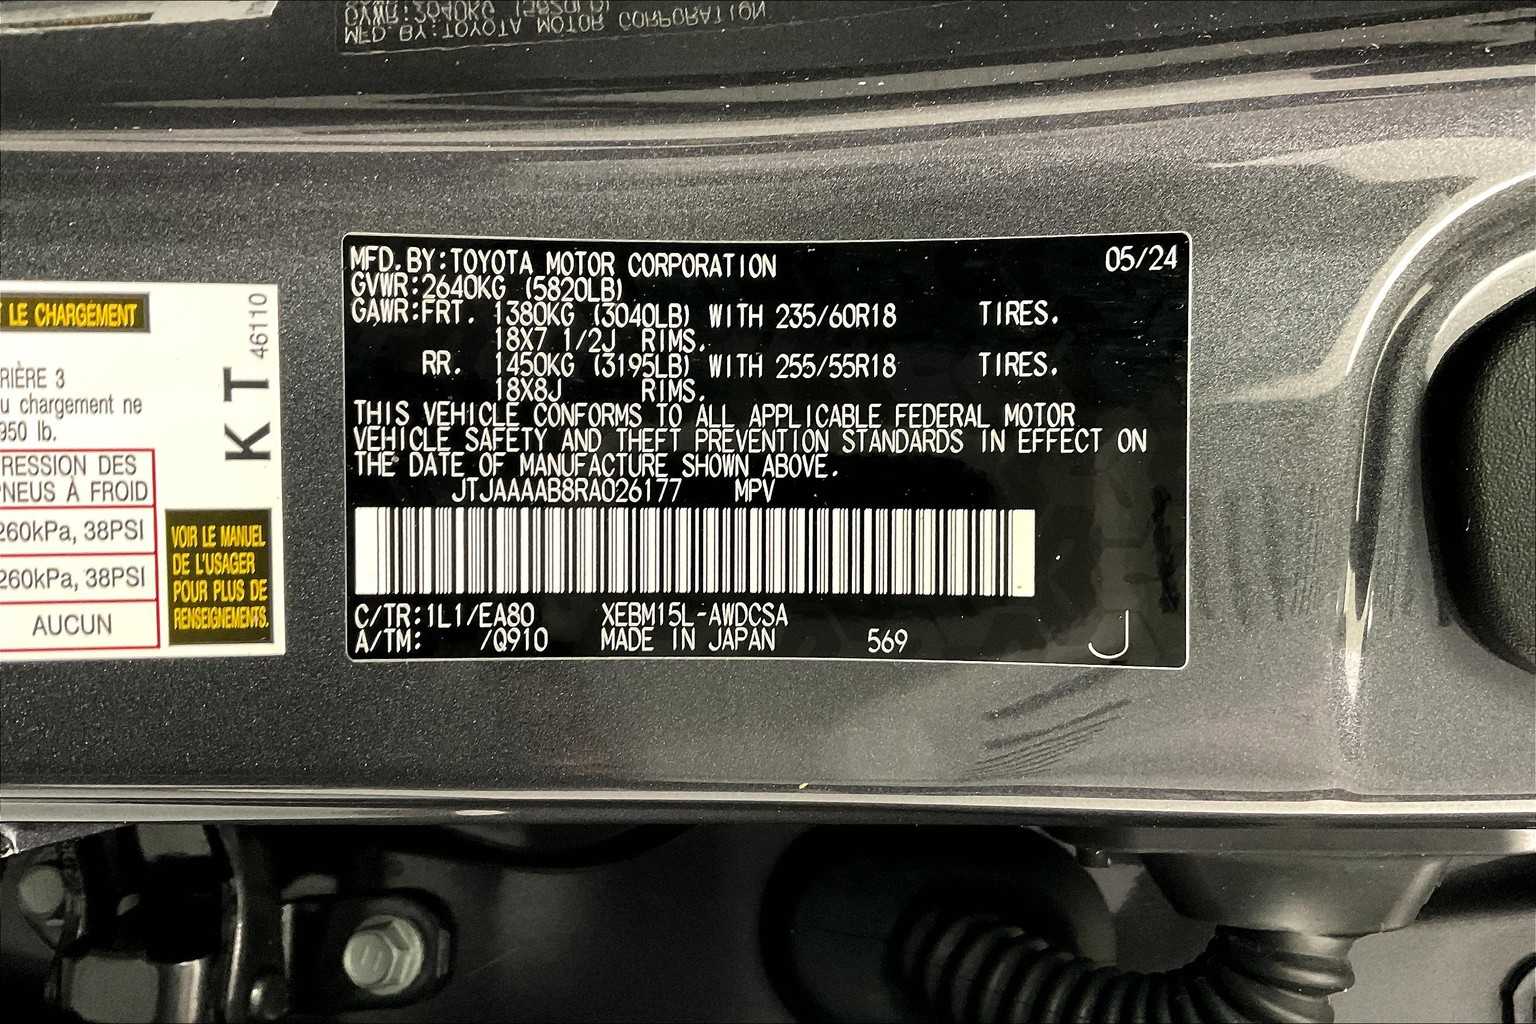 MFD.BY:TOYOTA MOTOR CORPORATION 05/24
GVWR:2640KG (5820LB)
GAWR:FRT. 1380KG (3040LB) WITH 235/60R18 TIRES.
18X7 1/2J RIMS.
RR. 1450KG (3195LB) WITH 255/55R18 TIRES.
18X8J RIMS.
THIS VEHICLE CONFORMS TO ALL APPLICABLE FEDERAL MOTOR
VEHICLE SAFETY AND THEFT PREVENTION STANDARDS IN EFFECT ON
THE DATE OF MANUFACTURE SHOWN ABOVE.
JTJAAAAB8RA026177 MPV
C/TR:1L1/EA80 XEBM15L-AWDCSA
A/TM: /Q910 MADE IN JAPAN 569
J
LE CHARGEMENT
KT 46110
RIÈRE 3
u chargement ne
950 lb.
RESSION DES
PNEUS À FROID
260kPa, 38PSI
260kPa, 38PSI
AUCUN
VOIR LE MANUEL
DE L'USAGER
POUR PLUS DE
RENSEIGNEMENTS.
GVWR:2640KG (5820LB)
MFD.BY:TOYOTA MOTOR CORPORATION